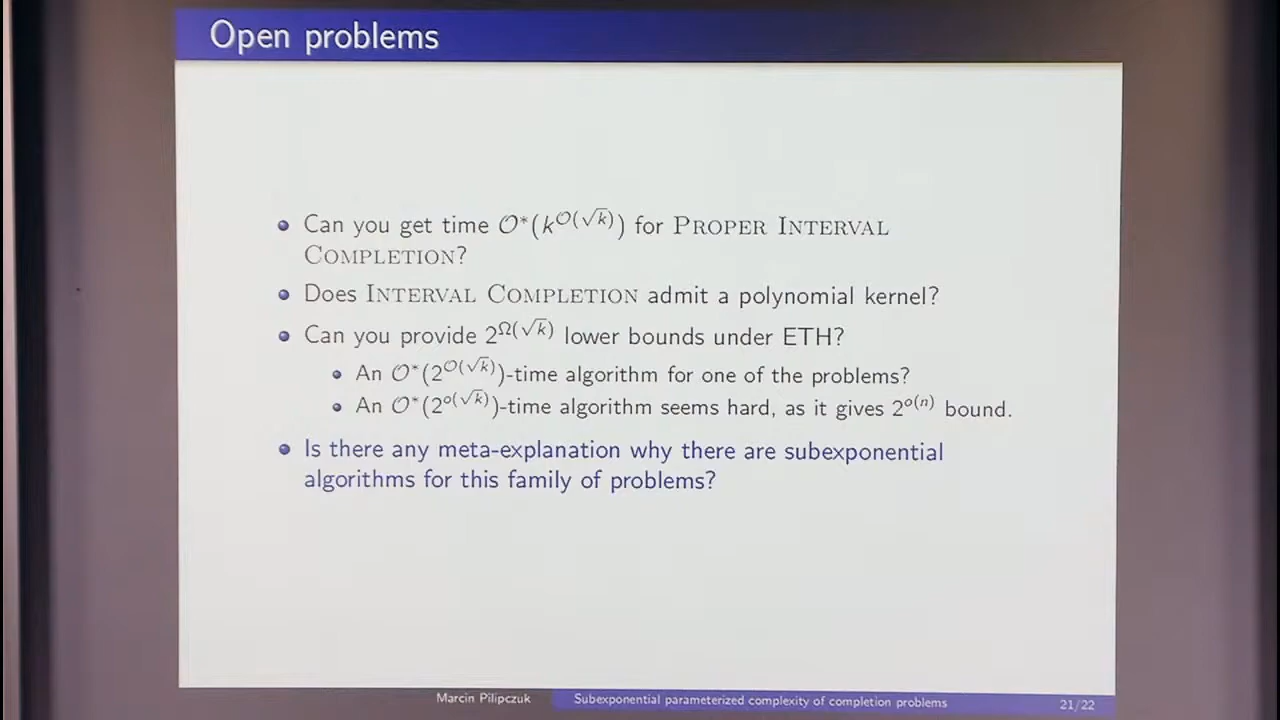 Open problems
Can you get time O*(k^O(√k)) for Proper Interval
Completion?
Does Interval Completion admit a polynomial kernel?
Can you provide 2^Ω(√k) lower bounds under ETH?
An O*(2^O(√k))-time algorithm for one of the problems?
An O*(2^o(√k))-time algorithm seems hard, as it gives 2^o(n) bound.
Is there any meta-explanation why there are subexponential
algorithms for this family of problems?
Marcin Pilipczuk
Subexponential parameterized complexity of completion problems
21/22